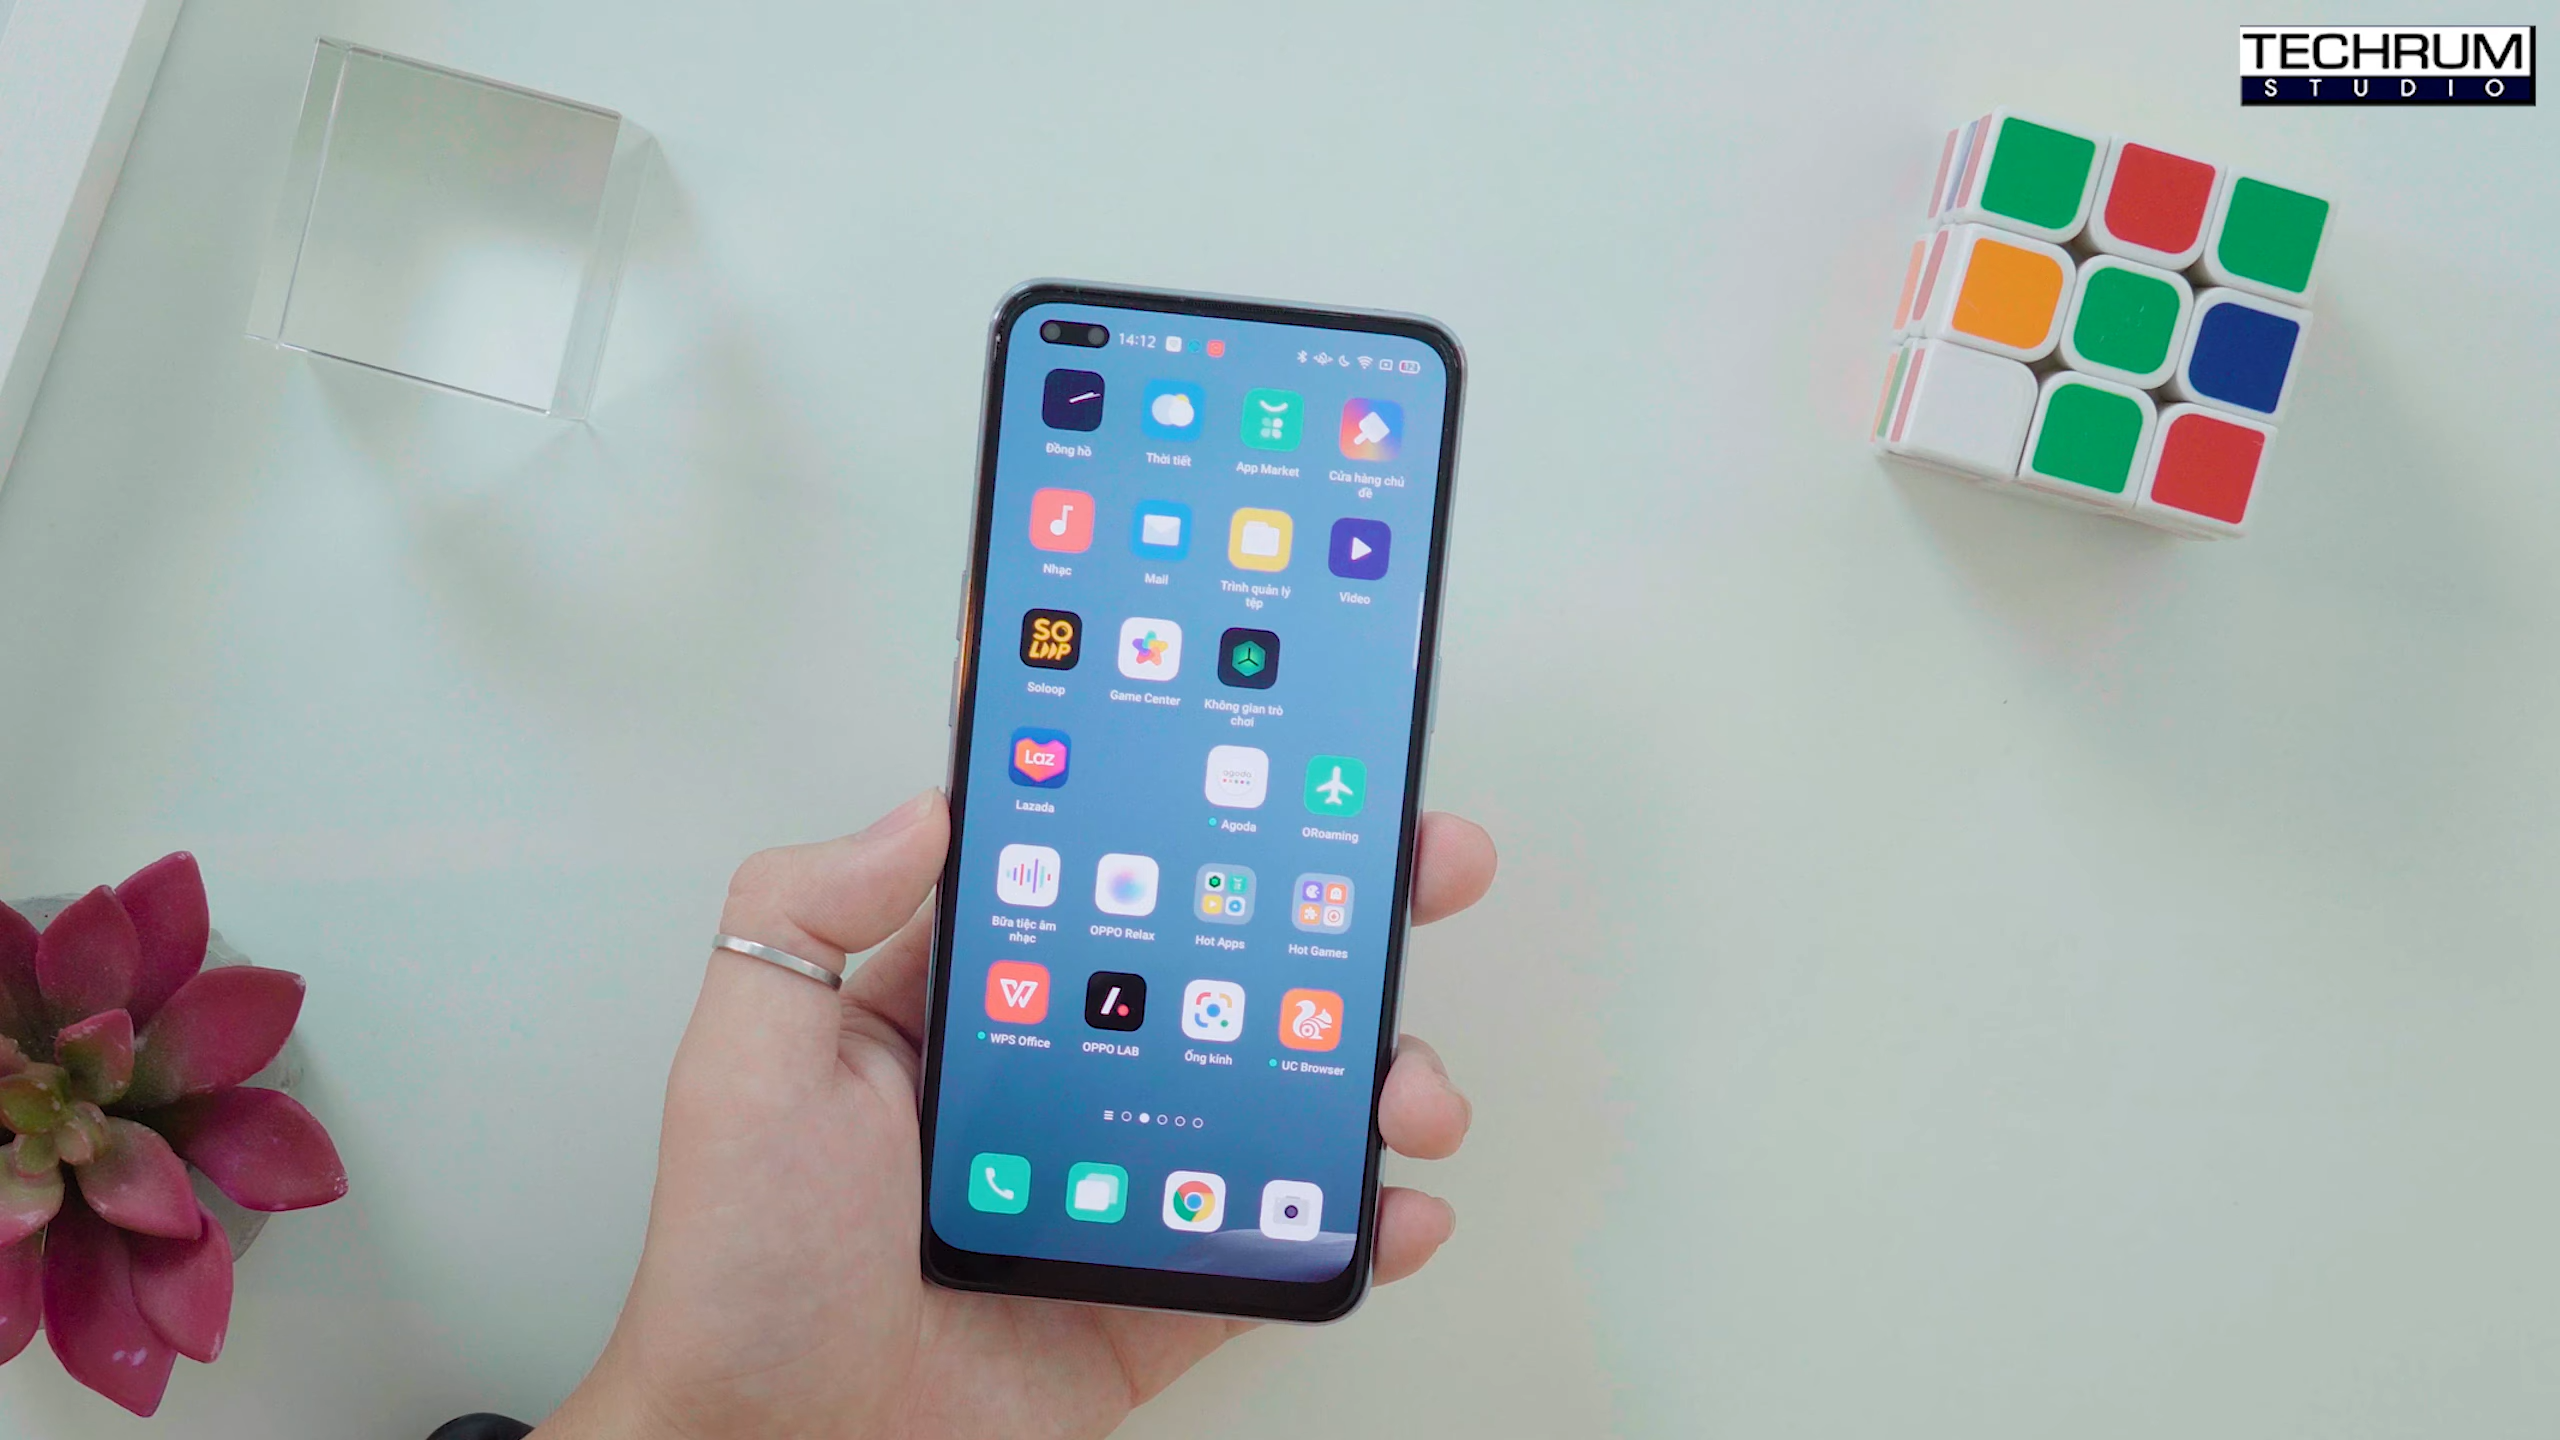 TECHRUM
STUDIO
14:12
12
Đồng hồ
Thời tiết
App Market
Cửa hàng chủ
đề
Nhạc
Mail
Trình quản lý
tệp
Video
SO
LOOP
Soloop
Game Center
Không gian trò
chơi
Laz
Lazada
agoda
Agoda
ORoaming
Bữa tiệc âm
nhạc
OPPO Relax
Hot Apps
Hot Games
WPS Office
OPPO LAB
Ống kính
UC Browser